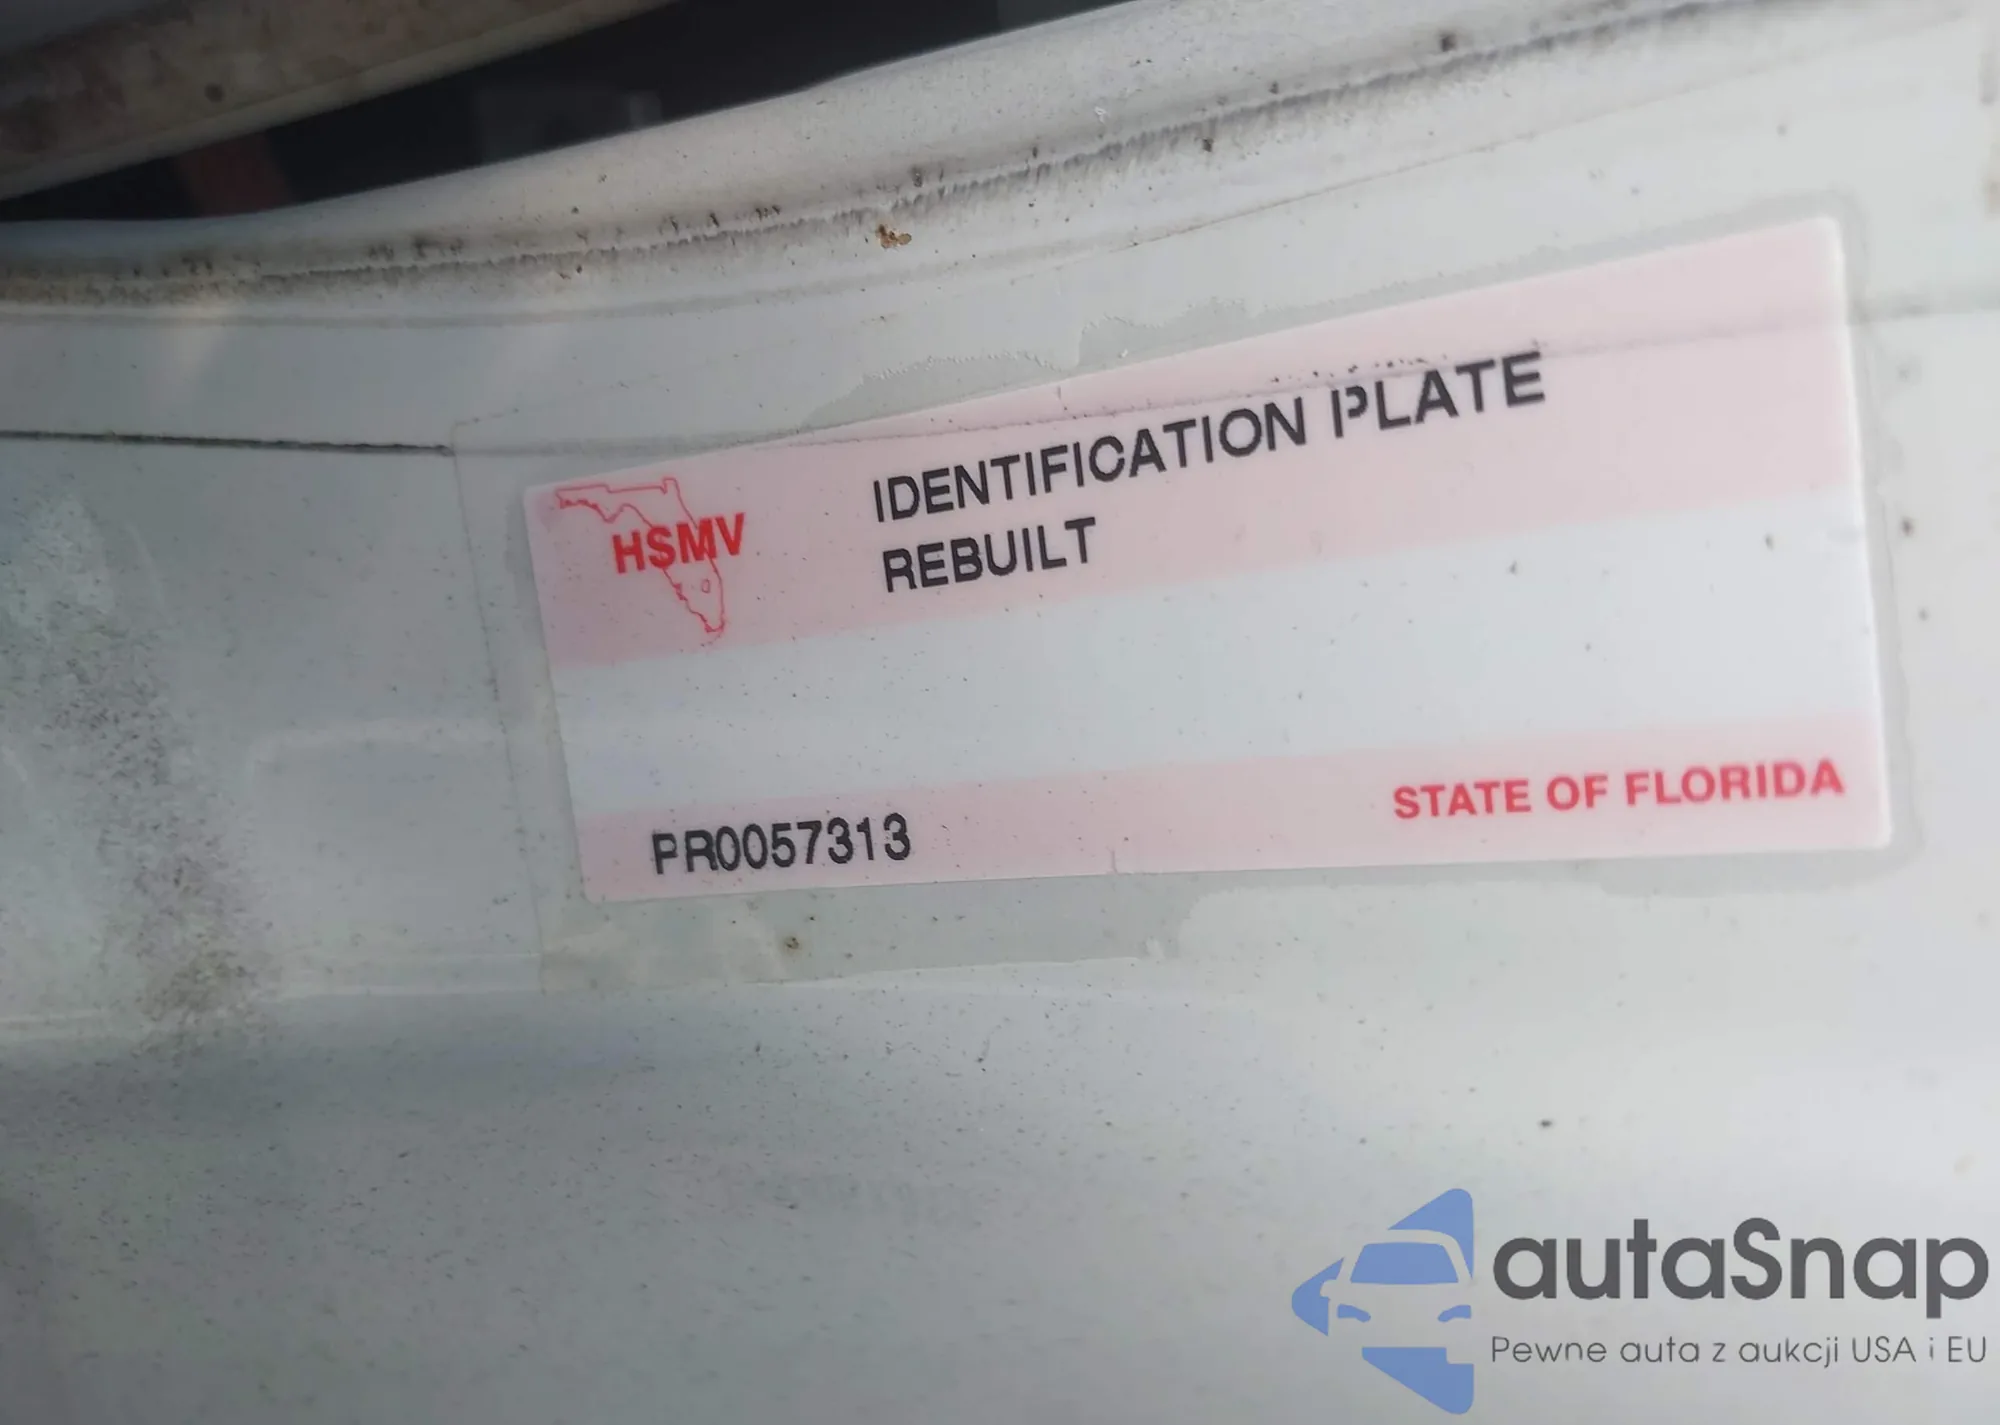 IDENTIFICATION PLATE
HSMV
REBUILT
PR0057313
STATE OF FLORIDA
autaSnap
Pewne auta z aukcji USA i EU